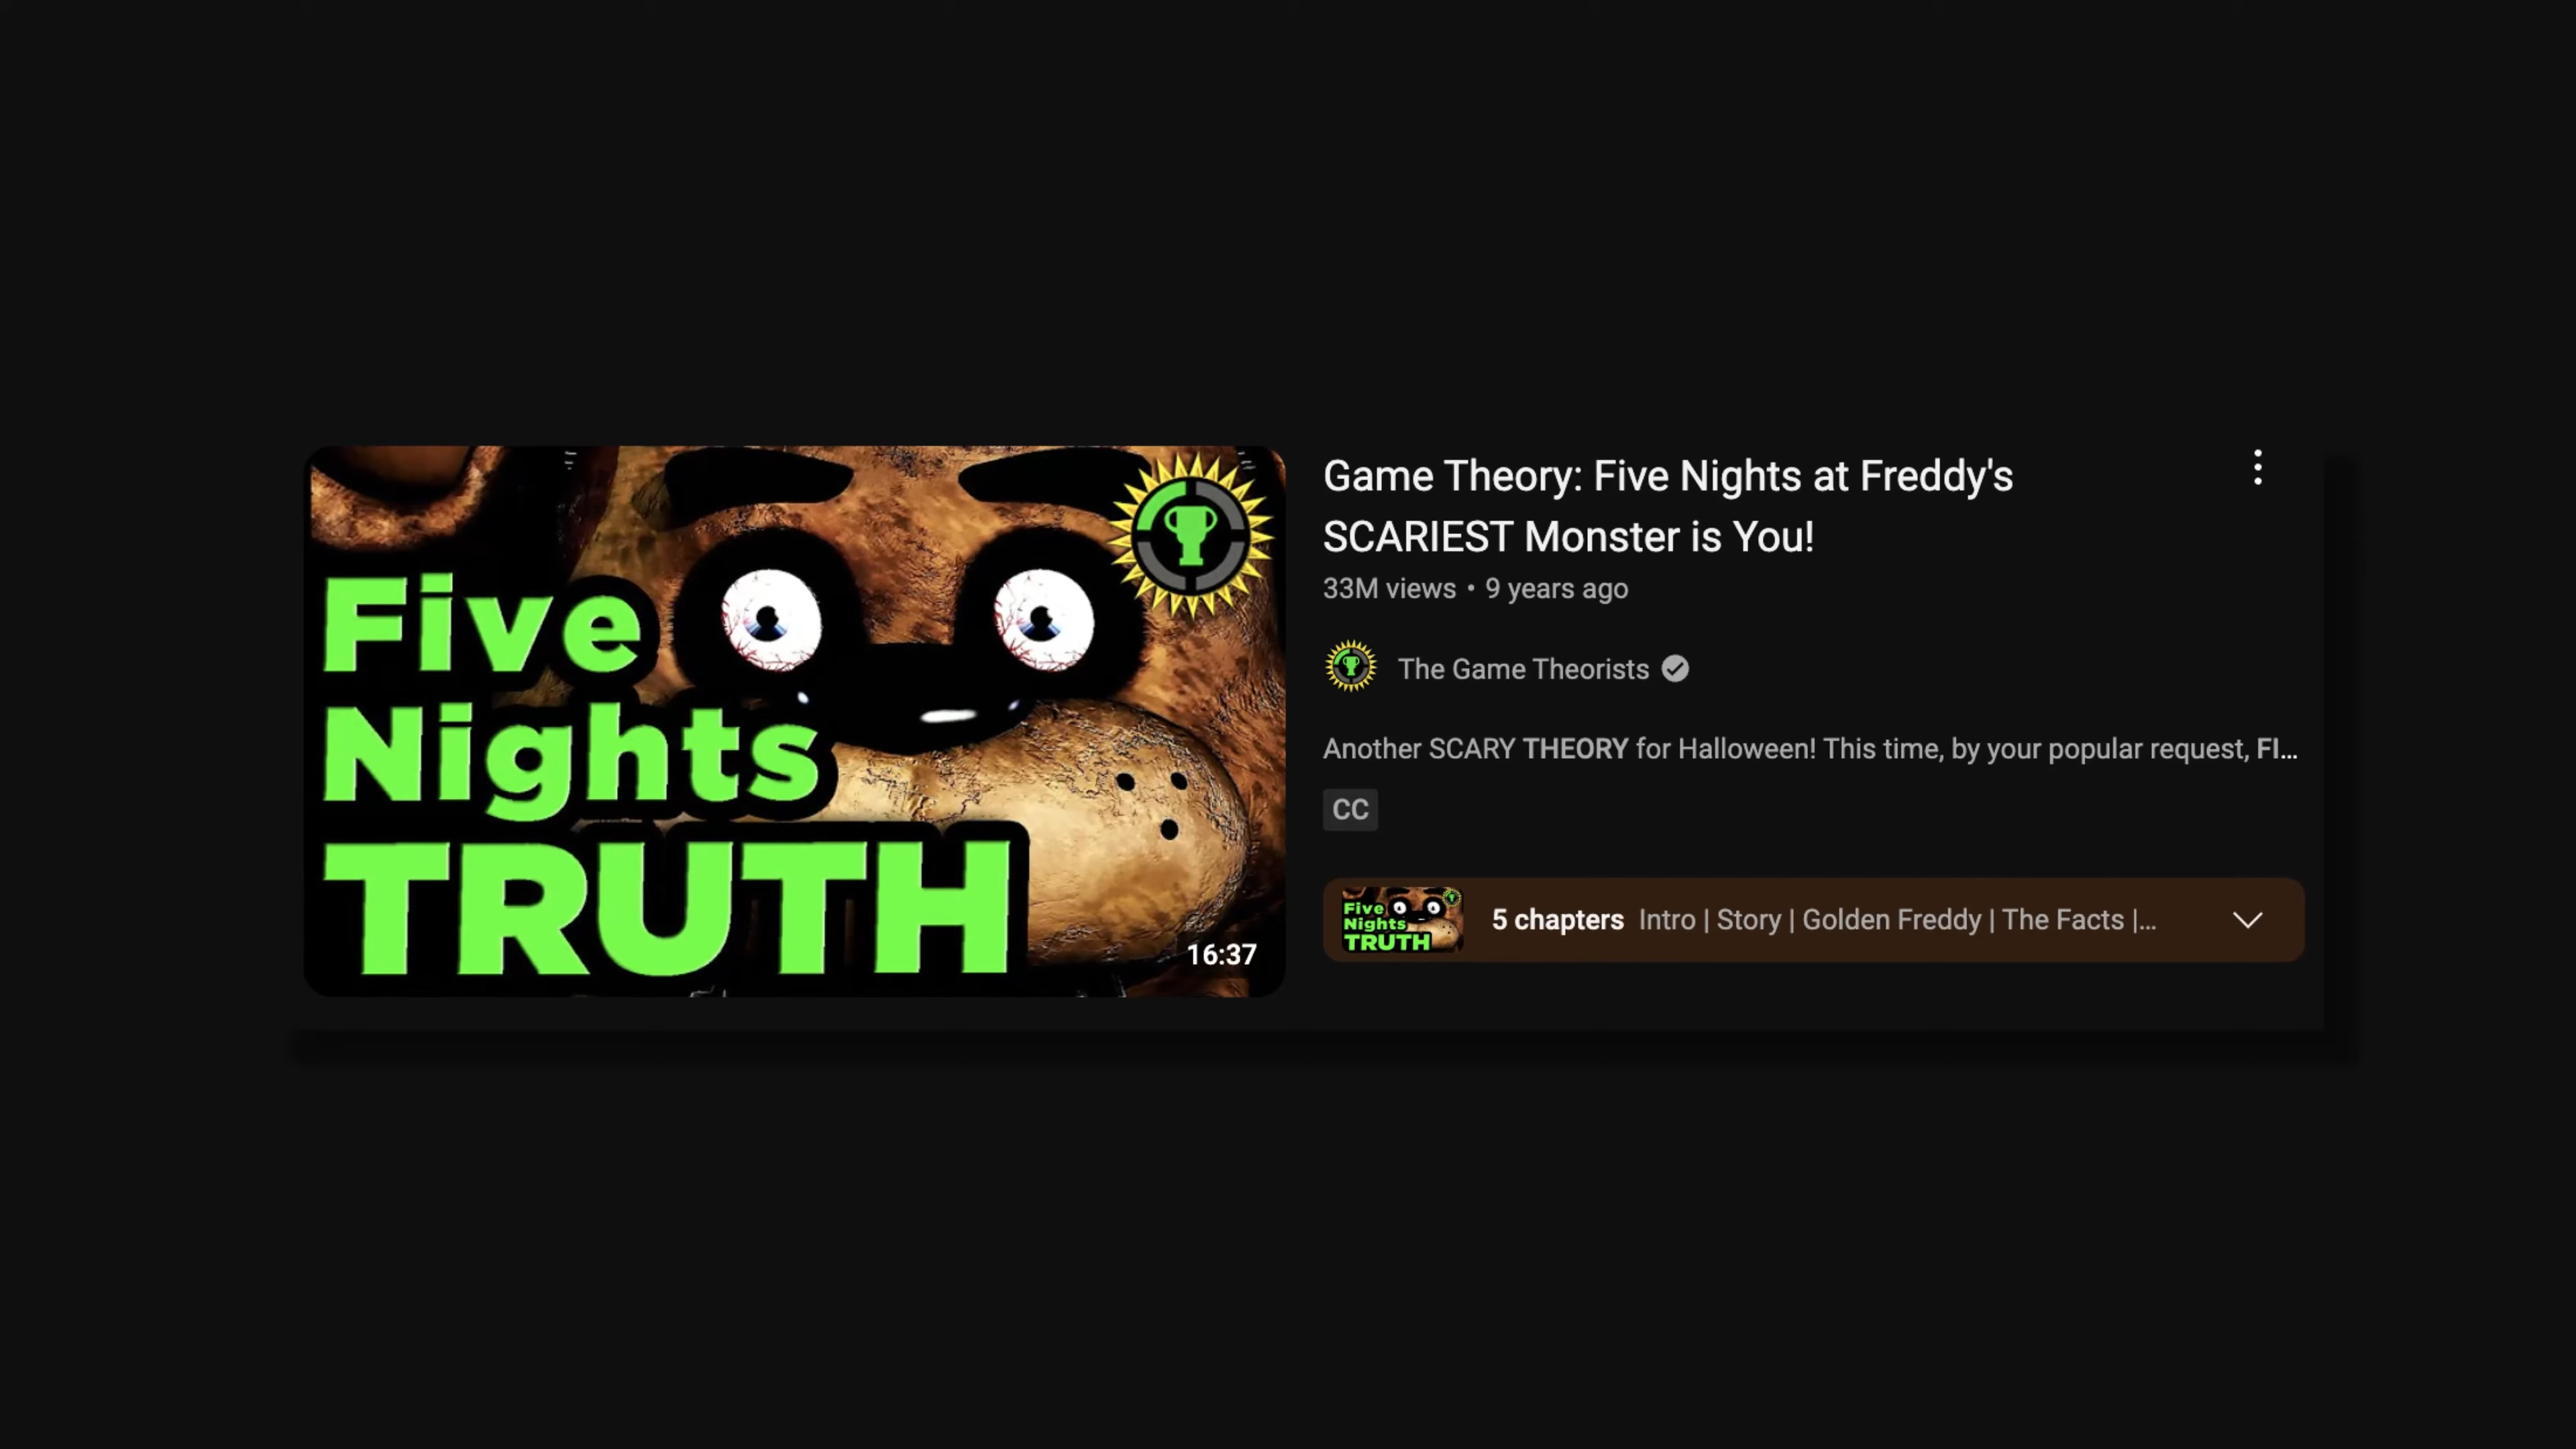 Five
Nights
TRUTH
16:37
Game Theory: Five Nights at Freddy's
SCARIEST Monster is You!
33M views • 9 years ago
The Game Theorists
Another SCARY THEORY for Halloween! This time, by your popular request, FI...
CC
Five
Nights
TRUTH
5 chapters Intro | Story | Golden Freddy | The Facts |...